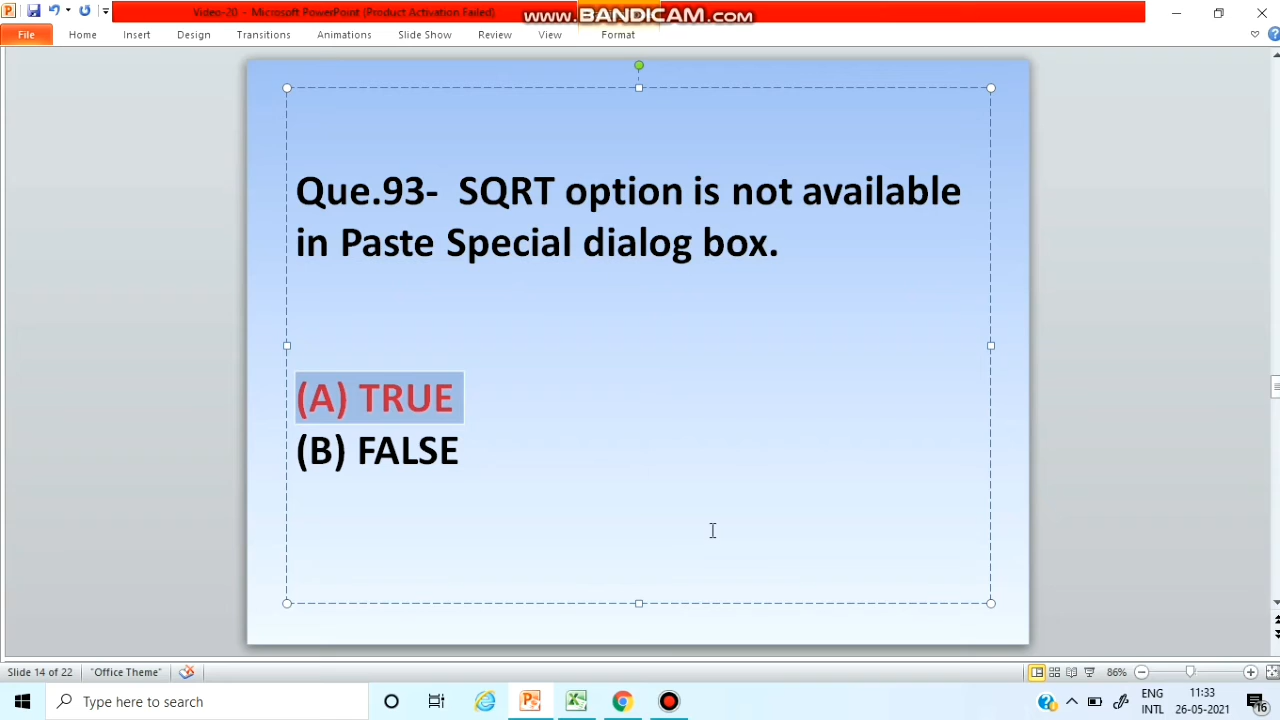 Video-20 - Microsoft PowerPoint (Product Activation Failed)
www.BANDICAM.com
File Home Insert Design Transitions Animations Slide Show Review View Format
Que.93- SQRT option is not available
in Paste Special dialog box.
(A) TRUE
(B) FALSE
Slide 14 of 22 "Office Theme" 86%
Type here to search
ENG 11:33
INTL 26-05-2021 16